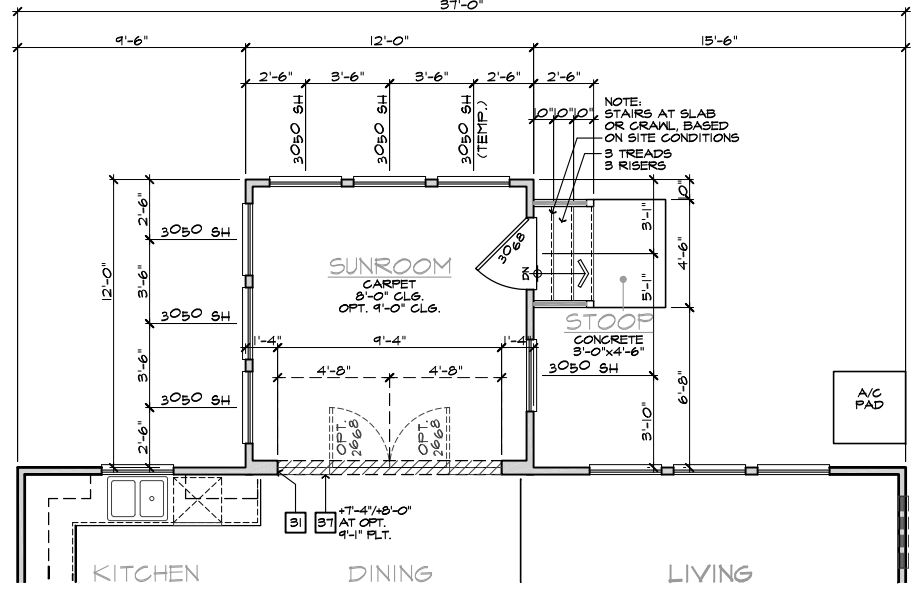 37'-0"
9'-6"
12'-0"
15'-6"
2'-6"
3'-6"
3'-6"
2'-6"
2'-6"
3050 SH
3050 SH
3050 SH
(TEMP.)
10"
10"
10"
NOTE:
STAIRS AT SLAB
OR CRAWL, BASED
ON SITE CONDITIONS
3 TREADS
3 RISERS
12'-0"
2'-6"
3'-6"
3'-6"
2'-6"
3050 SH
3050 SH
3050 SH
SUNROOM
CARPET
8'-0" CLG.
OPT. 9'-0" CLG.
3068
DN
3'-1"
5'-1"
3'-10"
10"
4'-6"
6'-8"
STOOP
CONCRETE
3'-0"x4'-6"
3050 SH
1'-4"
9'-4"
1'-4"
4'-8"
4'-8"
OPT.
2668
OPT.
2668
A/C
PAD
31
37
+7'-4"/+8'-0"
AT OPT.
9'-1" PLT.
KITCHEN
DINING
LIVING